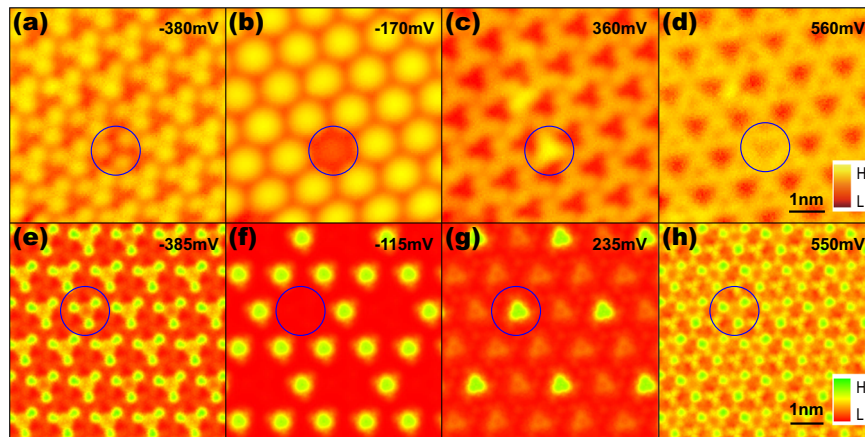 (a) -380mV
(b) -170mV
(c) 360mV
(d) 560mV
H
L
1nm
(e) -385mV
(f) -115mV
(g) 235mV
(h) 550mV
H
L
1nm